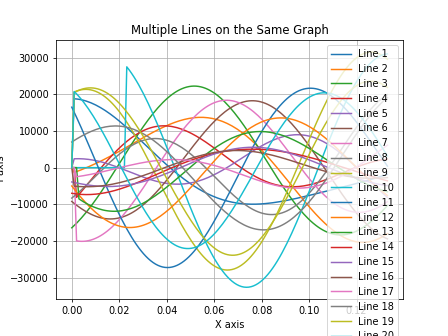 Multiple Lines on the Same Graph
30000
20000
10000
0
−10000
−20000
−30000
0.00
0.02
0.04
0.06
0.08
0.10
X axis
axis
Line 1
Line 2
Line 3
Line 4
Line 5
Line 6
Line 7
Line 8
Line 9
Line 10
Line 11
Line 12
Line 13
Line 14
Line 15
Line 16
Line 17
Line 18
Line 19
Line 20